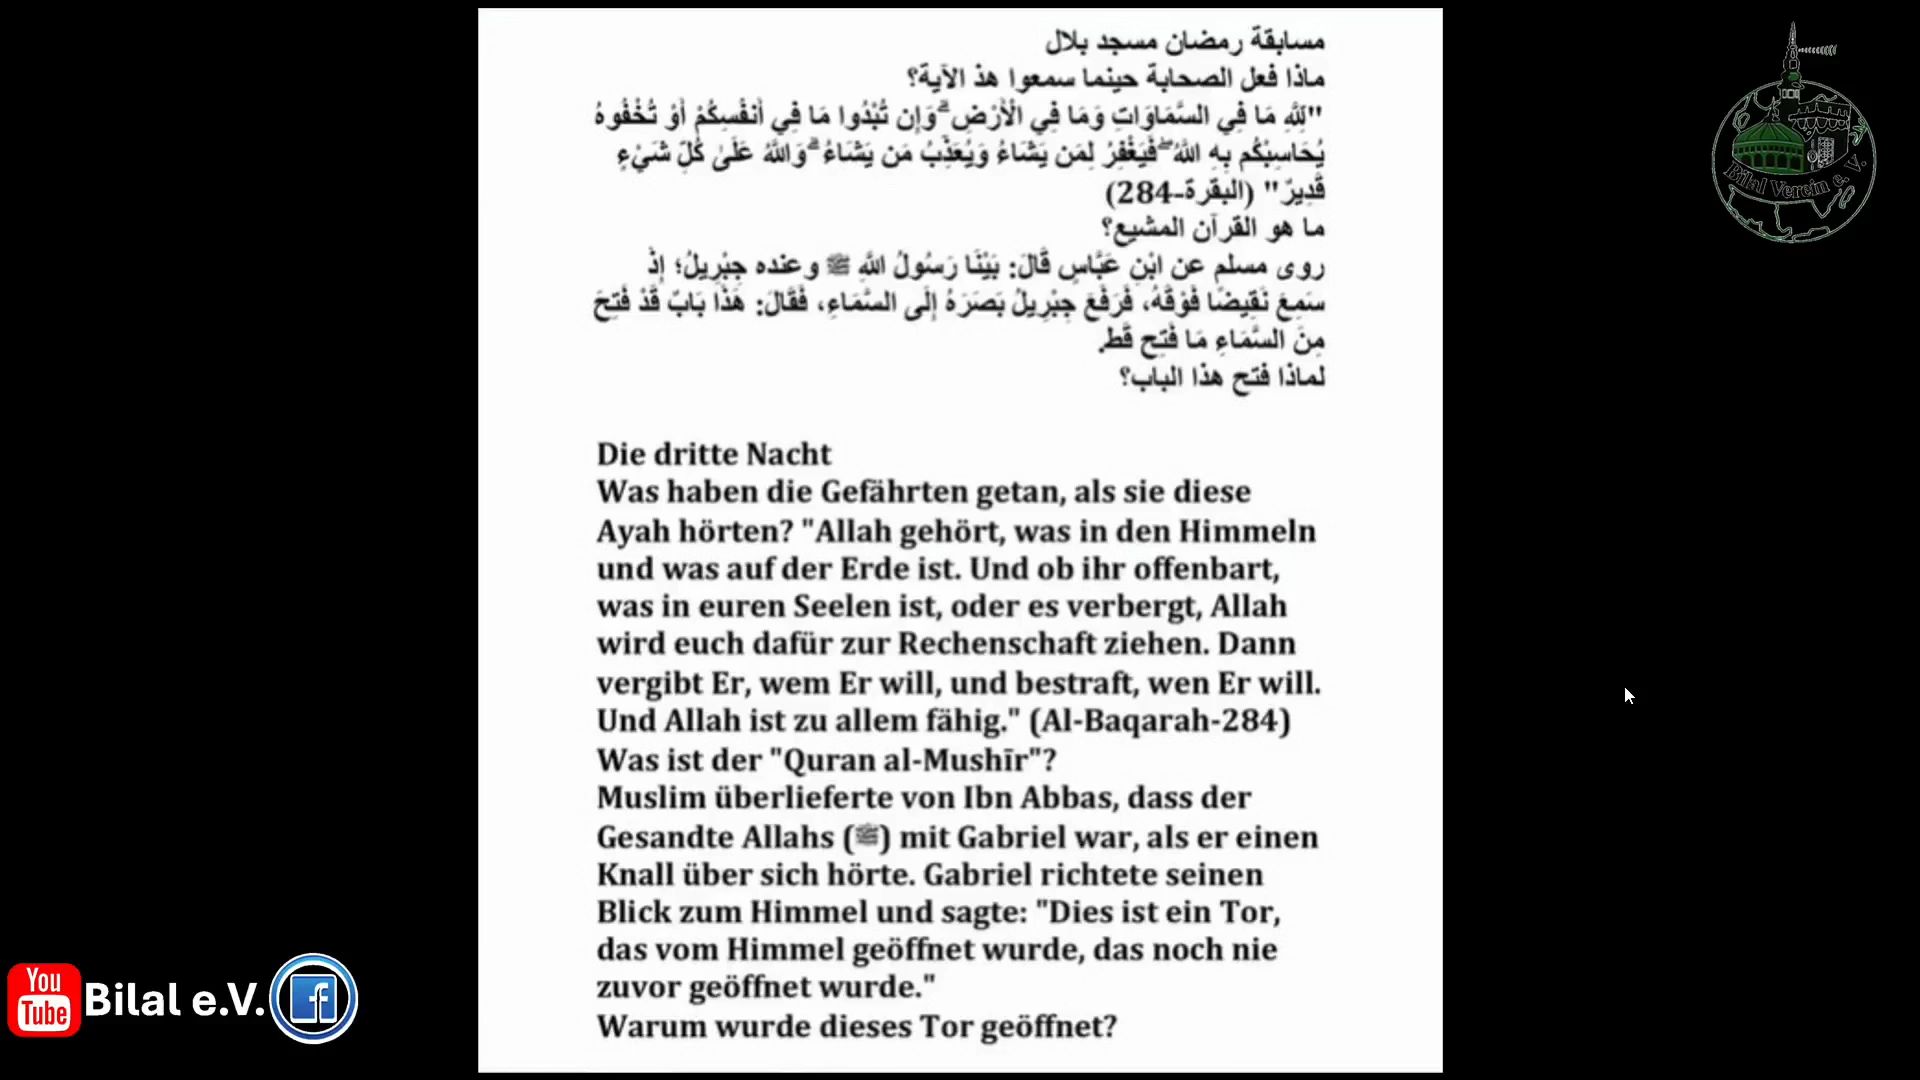 مسابقة رمضان مسجد بلال
ماذا فعل الصحابة حينما سمعوا هذ الآية؟
"لِلَّهِ مَا فِي السَّمَاوَاتِ وَمَا فِي الْأَرْضِ ۗ وَإِن تُبْدُوا مَا فِي أَنفُسِكُمْ أَوْ تُخْفُوهُ
يُحَاسِبْكُم بِهِ اللَّهُ ۖ فَيَغْفِرُ لِمَن يَشَاءُ وَيُعَذِّبُ مَن يَشَاءُ ۗ وَاللَّهُ عَلَىٰ كُلِّ شَيْءٍ
قَدِيرٌ" (البقرة-284)
ما هو القرآن المشيع؟
روى مسلم عن ابْنِ عَبَّاسٍ قَالَ: بَيْنَا رَسُولُ اللَّهِ ﷺ وعنده جِبْرِيلُ؛ إِذْ
سَمِعَ نَقِيضًا فَوْقَهُ، فَرَفَعَ جِبْرِيلُ بَصَرَهُ إِلَى السَّمَاءِ، فَقَالَ: هَذَا بَابٌ قَدْ فُتِحَ
مِنَ السَّمَاءِ مَا فُتِح قَط.
لماذا فتح هذا الباب؟
Die dritte Nacht
Was haben die Gefährten getan, als sie diese
Ayah hörten? "Allah gehört, was in den Himmeln
und was auf der Erde ist. Und ob ihr offenbart,
was in euren Seelen ist, oder es verbergt, Allah
wird euch dafür zur Rechenschaft ziehen. Dann
vergibt Er, wem Er will, und bestraft, wen Er will.
Und Allah ist zu allem fähig." (Al-Baqarah-284)
Was ist der "Quran al-Mushīr"?
Muslim überlieferte von Ibn Abbas, dass der
Gesandte Allahs (ﷺ) mit Gabriel war, als er einen
Knall über sich hörte. Gabriel richtete seinen
Blick zum Himmel und sagte: "Dies ist ein Tor,
das vom Himmel geöffnet wurde, das noch nie
zuvor geöffnet wurde."
Warum wurde dieses Tor geöffnet?
Bilal Verein e. V.
You
Tube
Bilal e.V.